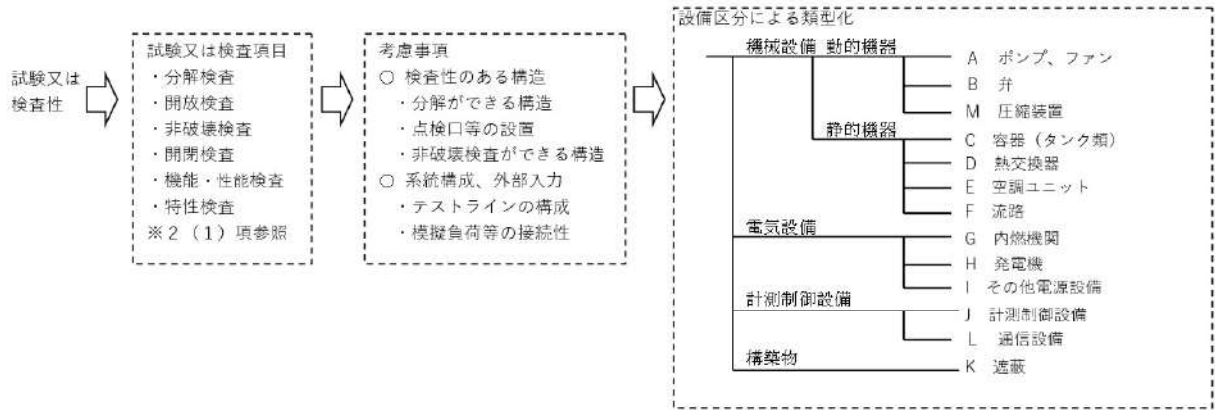 試験又は
検査性
試験又は検査項目
・分解検査
・開放検査
・非破壊検査
・開閉検査
・機能・性能検査
・特性検査
※2（1）項参照
考慮事項
○ 検査性のある構造
・分解ができる構造
・点検口等の設置
・非破壊検査ができる構造
○ 系統構成、外部入力
・テストラインの構成
・模擬負荷等の接続性
設備区分による類型化
機械設備 動的機器
A ポンプ、ファン
B 弁
M 圧縮装置
静的機器
C 容器（タンク類）
D 熱交換器
E 空調ユニット
F 流路
電気設備
G 内燃機関
H 発電機
I その他電源設備
計測制御設備
J 計測制御設備
L 通信設備
構築物
K 遮蔽